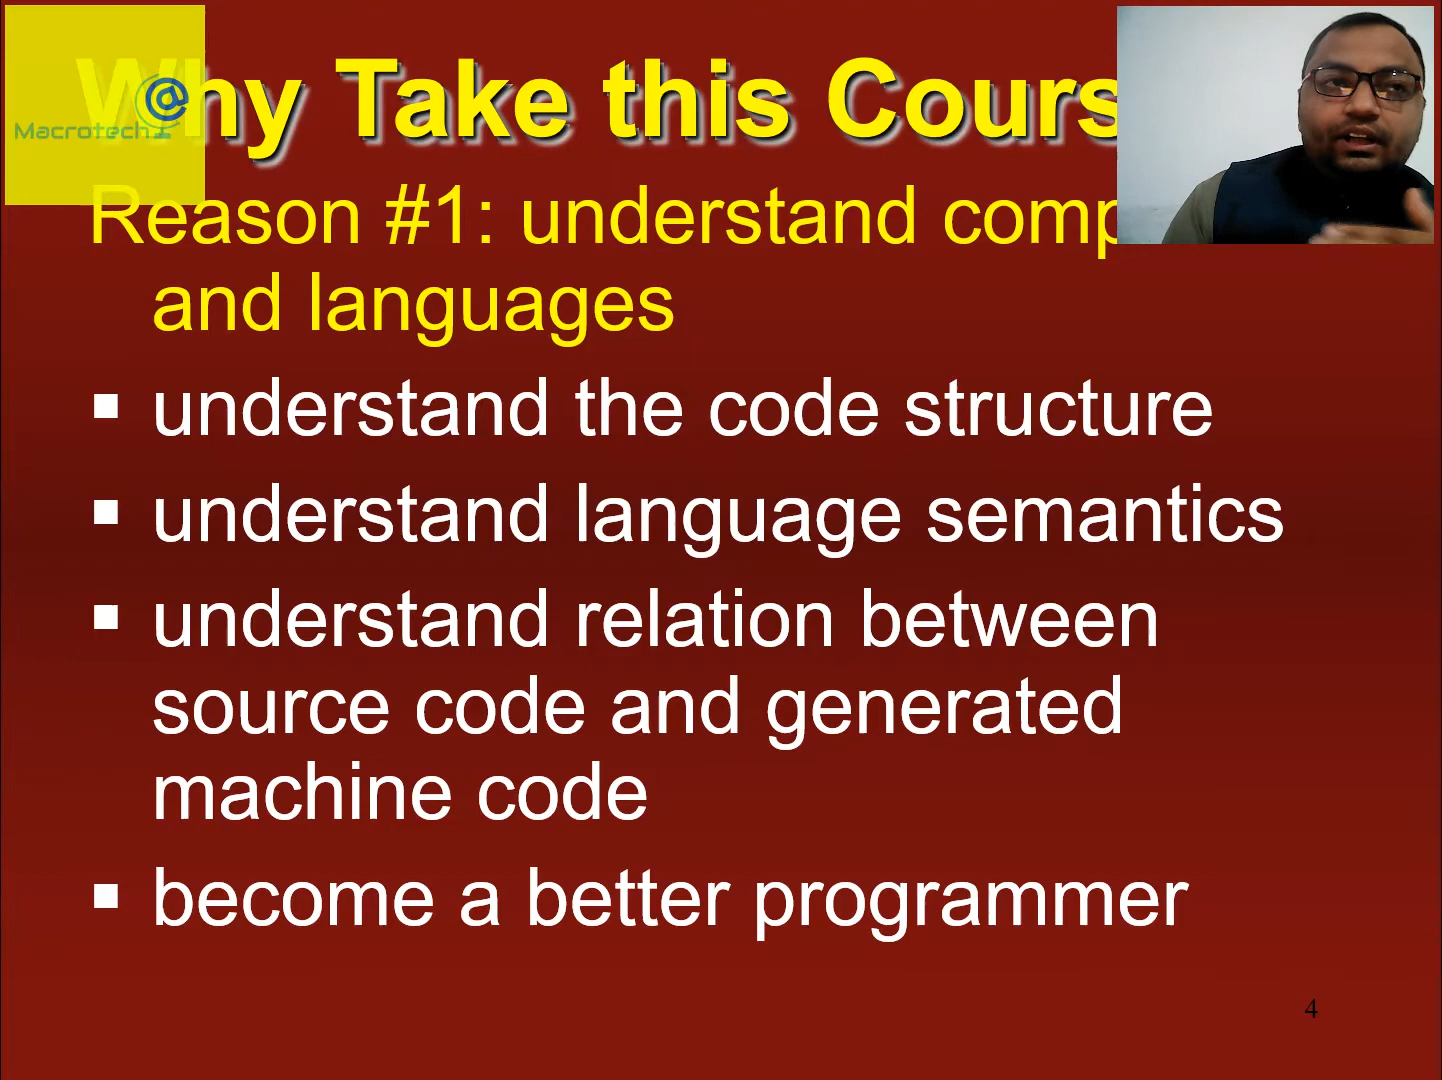 Why Take this Cours
Macrotech
Reason #1: understand comp
and languages
▪ understand the code structure
▪ understand language semantics
▪ understand relation between
source code and generated
machine code
▪ become a better programmer
4